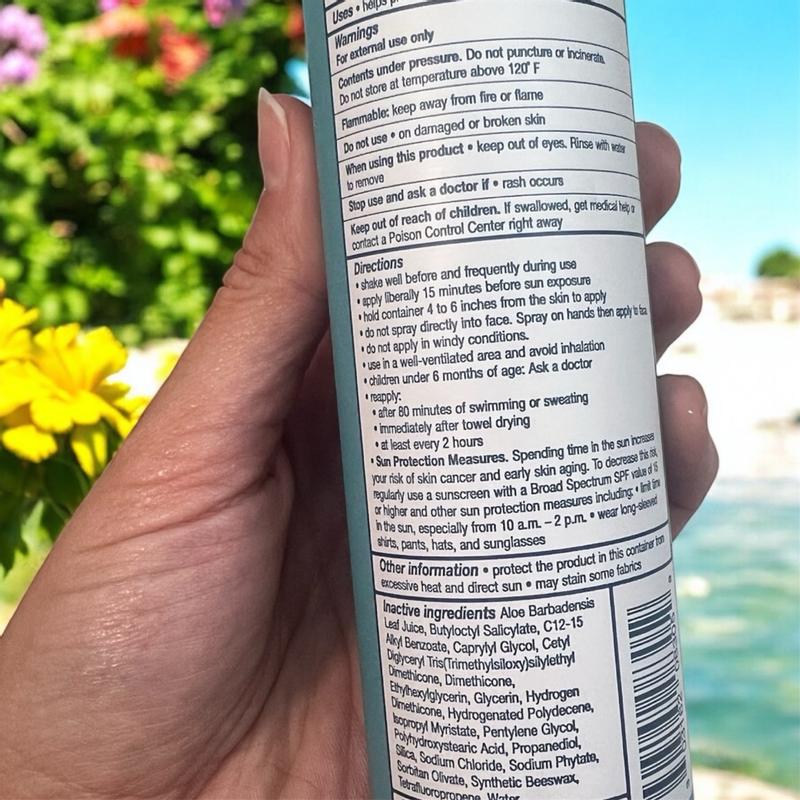 Uses • helps
Warnings
For external use only
Contents under pressure. Do not puncture or incinerate.
Do not store at temperature above 120° F
Flammable: keep away from fire or flame
Do not use • on damaged or broken skin
When using this product • keep out of eyes. Rinse with water
to remove
Stop use and ask a doctor if • rash occurs
Keep out of reach of children. If swallowed, get medical help or
contact a Poison Control Center right away
Directions
• shake well before and frequently during use
• apply liberally 15 minutes before sun exposure
• hold container 4 to 6 inches from the skin to apply
• do not spray directly into face. Spray on hands then apply to face.
• do not apply in windy conditions.
• use in a well-ventilated area and avoid inhalation
• children under 6 months of age: Ask a doctor
• reapply:
• after 80 minutes of swimming or sweating
• immediately after towel drying
• at least every 2 hours
• Sun Protection Measures. Spending time in the sun increases
your risk of skin cancer and early skin aging. To decrease this risk,
regularly use a sunscreen with a Broad Spectrum SPF value of 15
or higher and other sun protection measures including: • limit time
in the sun, especially from 10 a.m. – 2 p.m. • wear long-sleeved
shirts, pants, hats, and sunglasses
Other information • protect the product in this container from
excessive heat and direct sun • may stain some fabrics
Inactive ingredients Aloe Barbadensis
Leaf Juice, Butyloctyl Salicylate, C12-15
Alkyl Benzoate, Caprylyl Glycol, Cetyl
Diglyceryl Tris(Trimethylsiloxy)silylethyl
Dimethicone, Dimethicone,
Ethylhexylglycerin, Glycerin, Hydrogen
Dimethicone, Hydrogenated Polydecene,
Isopropyl Myristate, Pentylene Glycol,
Polyhydroxystearic Acid, Propanediol,
Silica, Sodium Chloride, Sodium Phytate,
Sorbitan Olivate, Synthetic Beeswax,
Tetrafluoropropene, Water